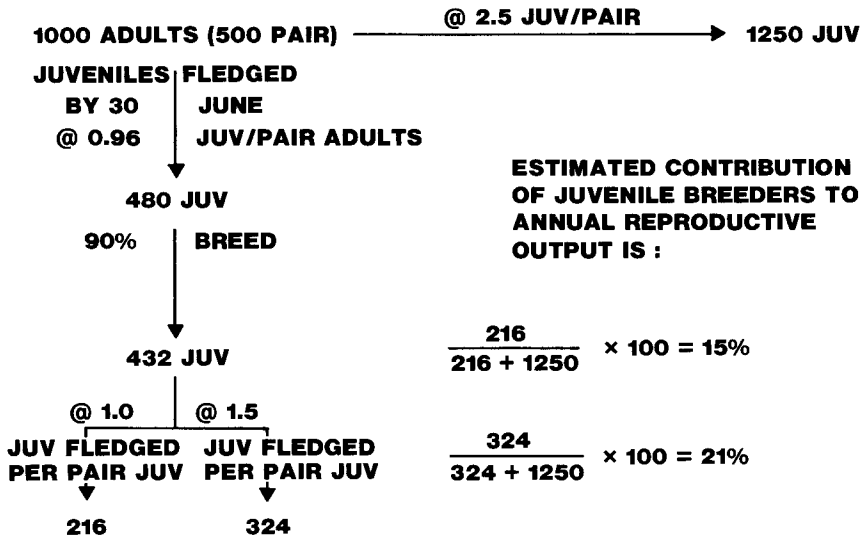 @ 2.5 JUV/PAIR
1000 ADULTS (500 PAIR)
1250 JUV
JUVENILES FLEDGED
BY 30 JUNE
@ 0.96 JUV/PAIR ADULTS
480 JUV
90% BREED
432 JUV
@ 1.0 @ 1.5
JUV FLEDGED JUV FLEDGED
PER PAIR JUV PER PAIR JUV
216 324
ESTIMATED CONTRIBUTION
OF JUVENILE BREEDERS TO
ANNUAL REPRODUCTIVE
OUTPUT IS :
216
216 + 1250 × 100 = 15%
324
324 + 1250 × 100 = 21%